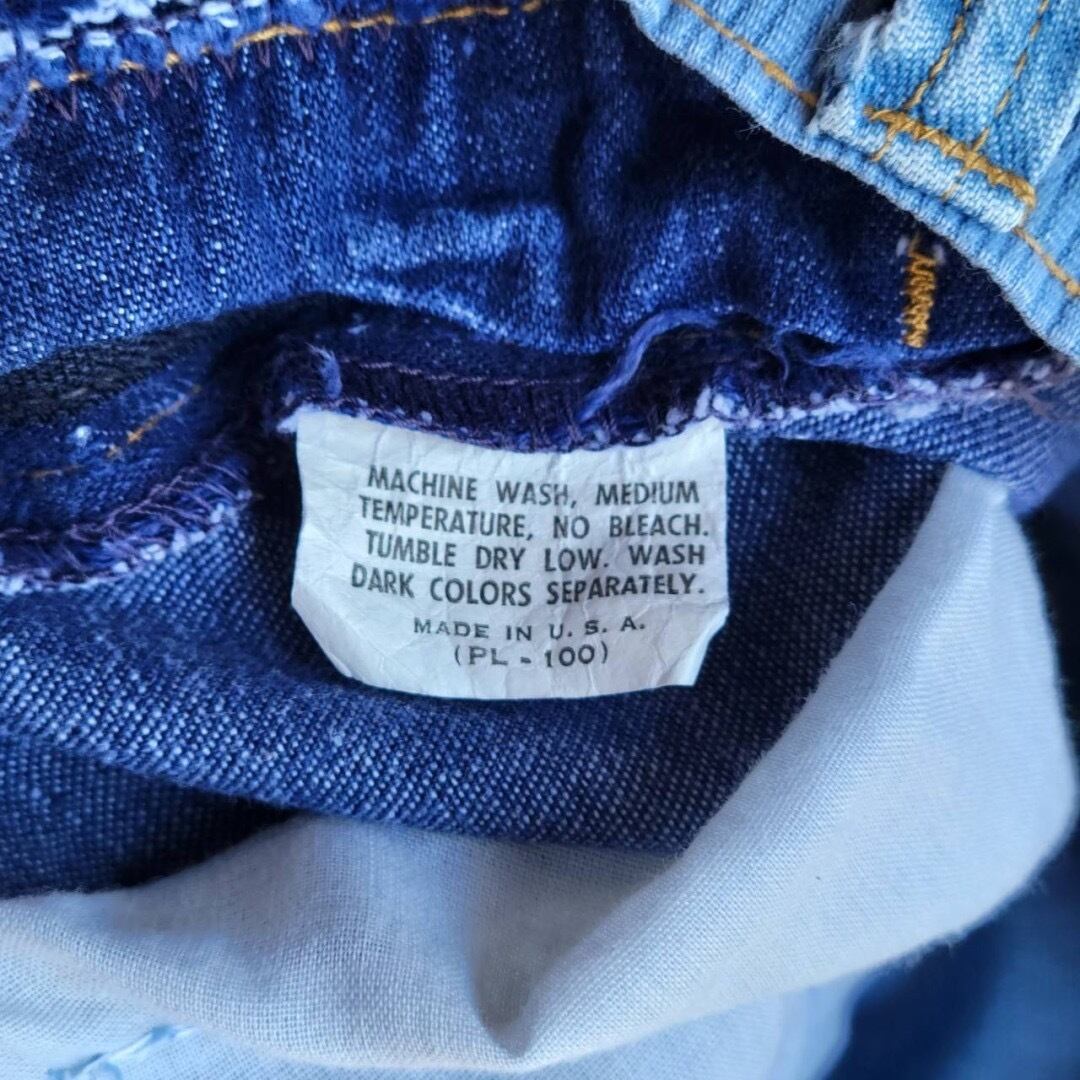 MACHINE WASH, MEDIUM
TEMPERATURE, NO BLEACH.
TUMBLE DRY LOW. WASH
DARK COLORS SEPARATELY.
MADE IN U. S. A.
(PL - 100)